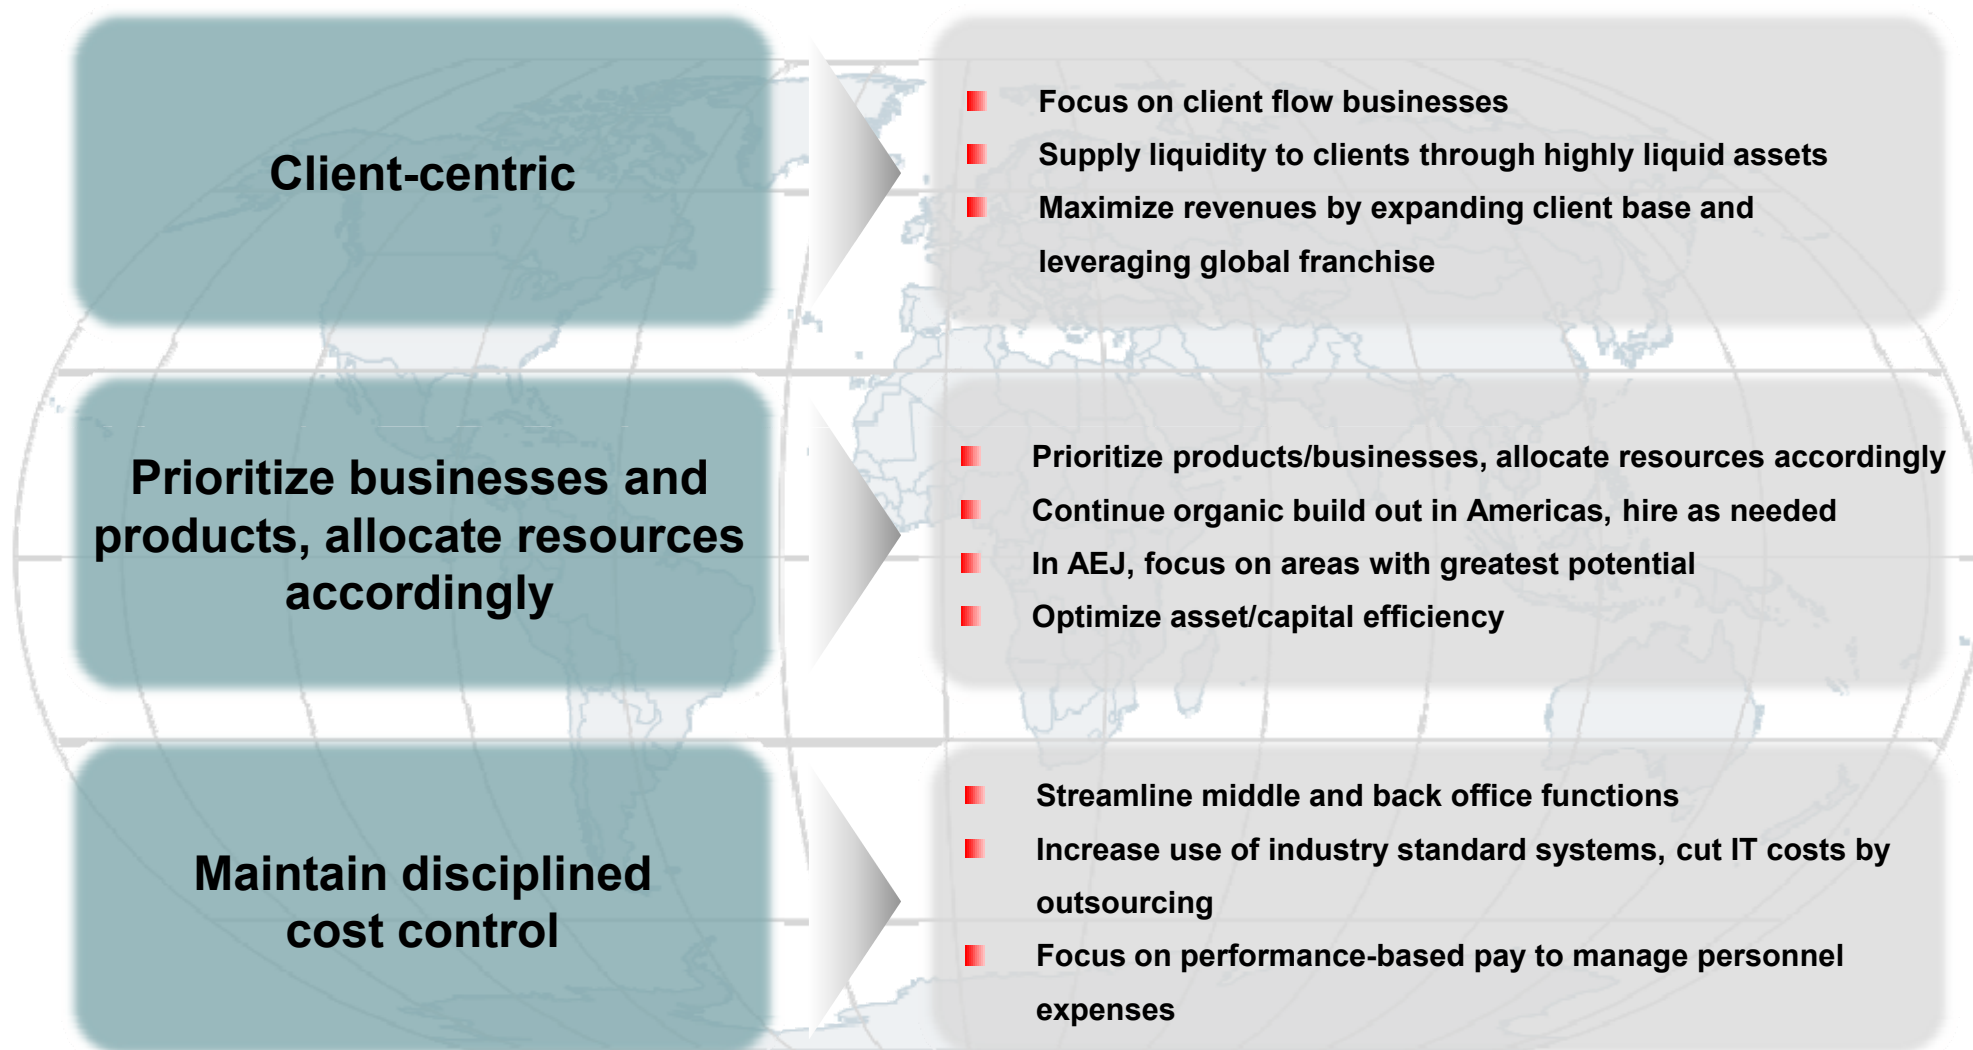 Client-centric
Focus on client flow businesses
Supply liquidity to clients through highly liquid assets
Maximize revenues by expanding client base and
leveraging global franchise
Prioritize businesses and
products, allocate resources
accordingly
Prioritize products/businesses, allocate resources accordingly
Continue organic build out in Americas, hire as needed
In AEJ, focus on areas with greatest potential
Optimize asset/capital efficiency
Maintain disciplined
cost control
Streamline middle and back office functions
Increase use of industry standard systems, cut IT costs by
outsourcing
Focus on performance-based pay to manage personnel
expenses